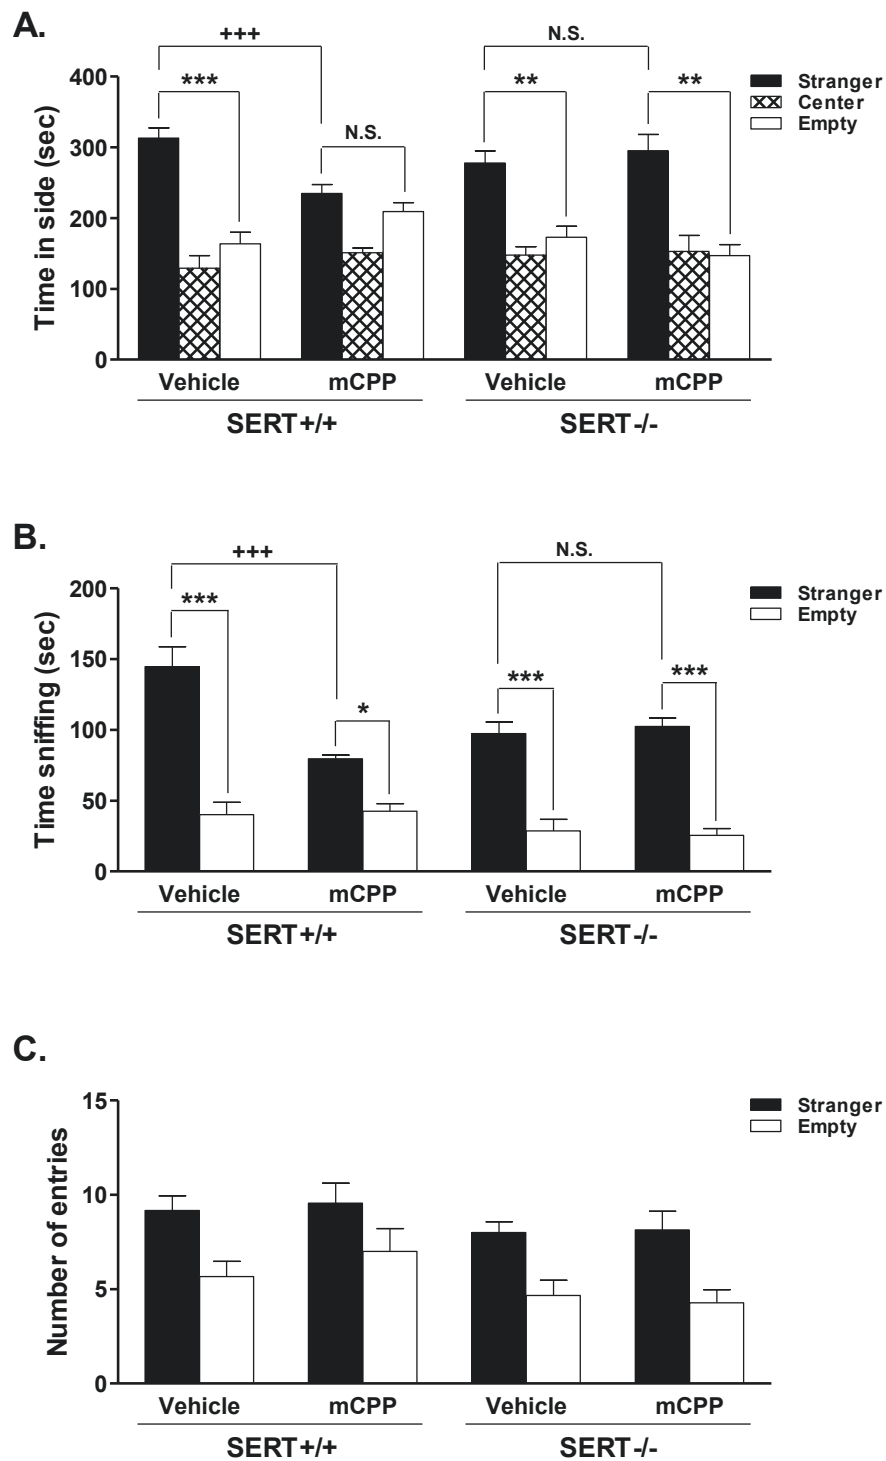 A.
+++
N.S.
400
***
**
**
Stranger
Center
Empty
N.S.
300
200
100
0
Time in side (sec)
Vehicle
mCPP
Vehicle
mCPP
SERT+/+
SERT-/-
B.
+++
N.S.
200
***
Stranger
Empty
150
***
***
*
100
50
0
Time sniffing (sec)
Vehicle
mCPP
Vehicle
mCPP
SERT+/+
SERT-/-
C.
15
Stranger
Empty
10
5
0
Number of entries
Vehicle
mCPP
Vehicle
mCPP
SERT+/+
SERT-/-